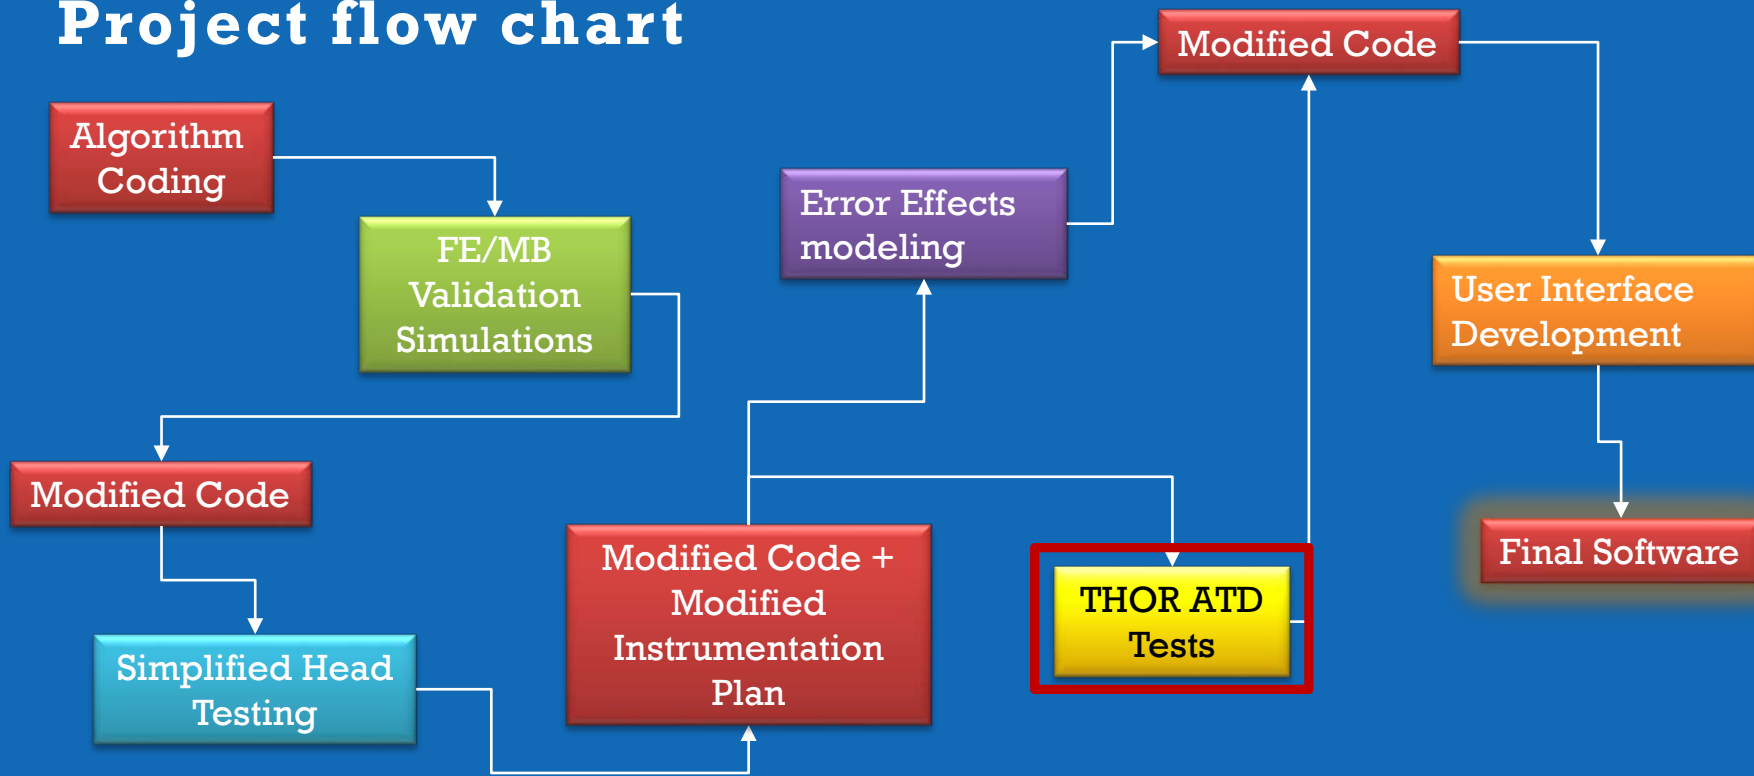 Project flow chart
Algorithm
Coding
FE/MB
Validation
Simulations
Modified Code
Simplified Head
Testing
Modified Code +
Modified
Instrumentation
Plan
Error Effects
modeling
THOR ATD
Tests
Modified Code
User Interface
Development
Final Software